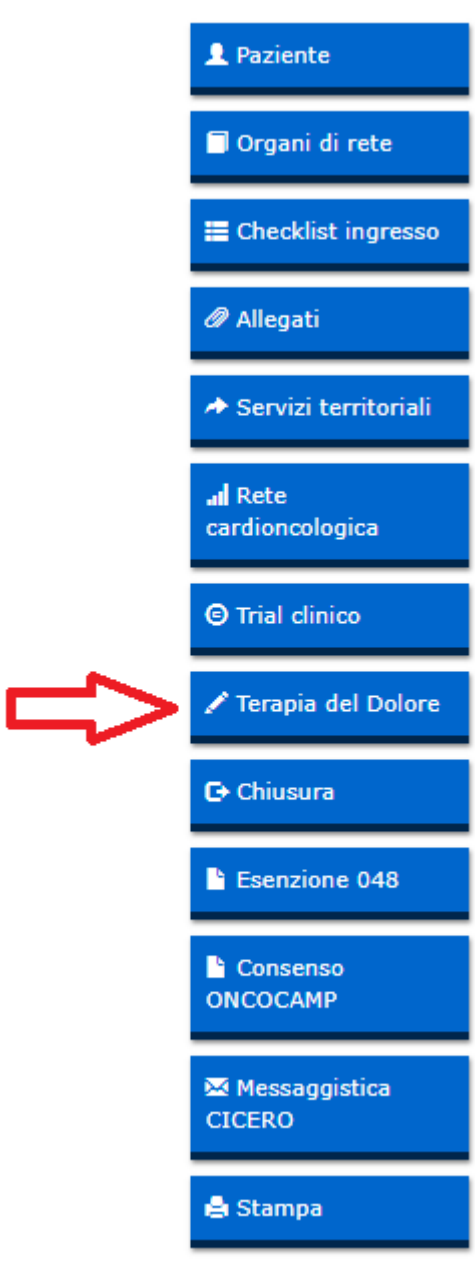 Paziente
Organi di rete
Checklist ingresso
Allegati
Servizi territoriali
Rete
cardioncologica
Trial clinico
Terapia del Dolore
Chiusura
Esenzione 048
Consenso
ONCOCAMP
Messaggistica
CICERO
Stampa